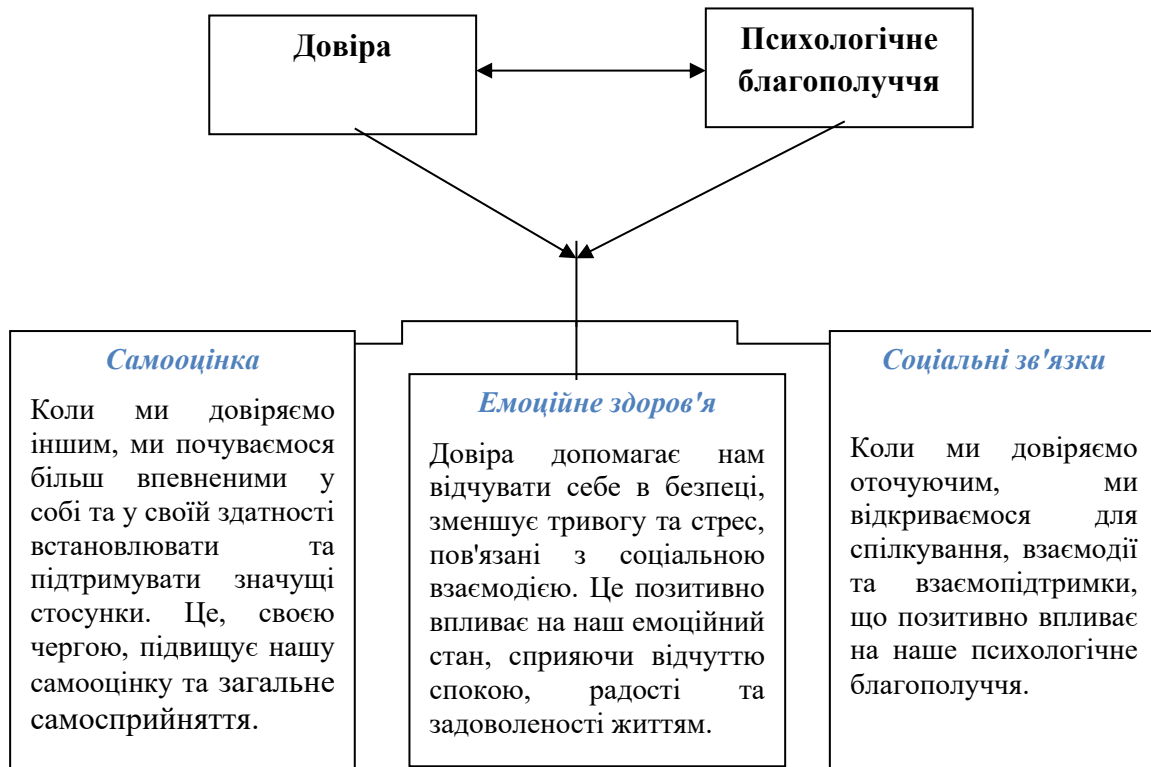 Довіра
Психологічне
благополуччя
Самооцінка
Коли ми довіряємо
іншим, ми почуваємося
більш впевненими у
собі та у своїй здатності
встановлювати та
підтримувати значущі
стосунки. Це, своєю
чергою, підвищує нашу
самооцінку та загальне
самосприйняття.
Емоційне здоров'я
Довіра допомагає нам
відчувати себе в безпеці,
зменшує тривогу та стрес,
пов'язані з соціальною
взаємодією. Це позитивно
впливає на наш емоційний
стан, сприяючи відчуттю
спокою, радості та
задоволеності життям.
Соціальні зв'язки
Коли ми довіряємо
оточуючим, ми
відкриваємося для
спілкування, взаємодії
та взаємопідтримки,
що позитивно впливає
на наше психологічне
благополуччя.